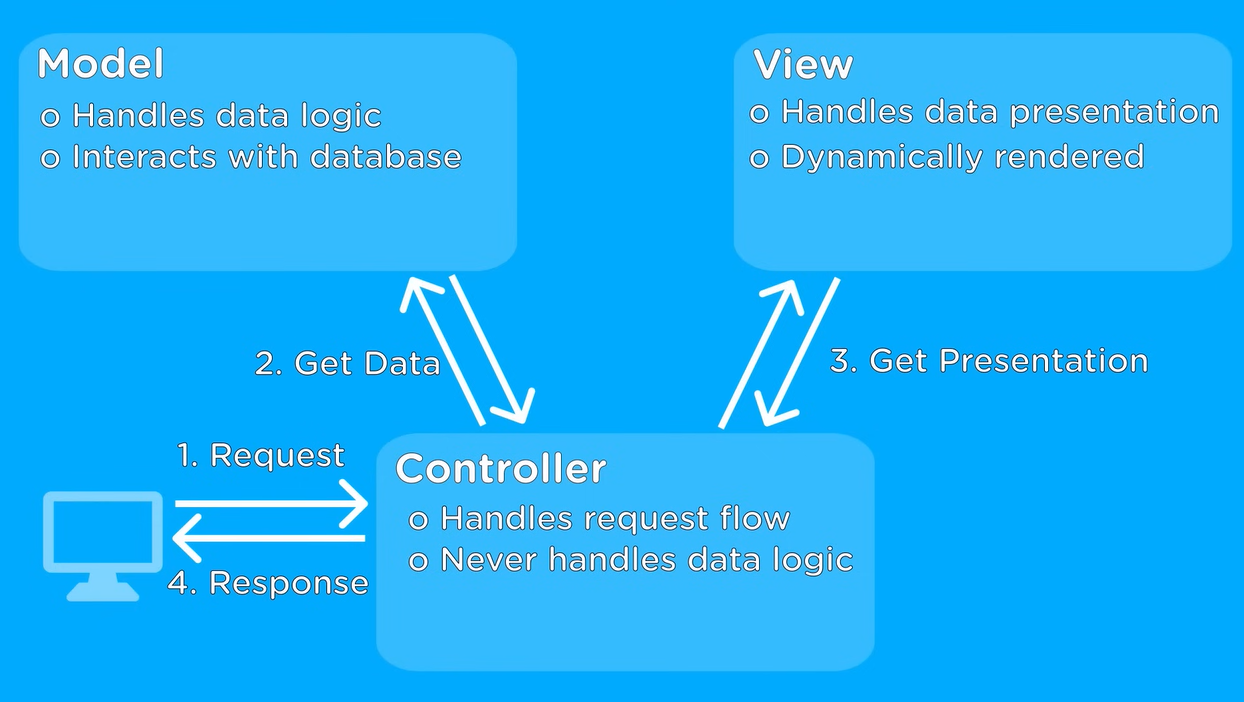 Model
o Handles data logic
o Interacts with database
View
o Handles data presentation
o Dynamically rendered
2. Get Data
3. Get Presentation
1. Request
4. Response
Controller
o Handles request flow
o Never handles data logic